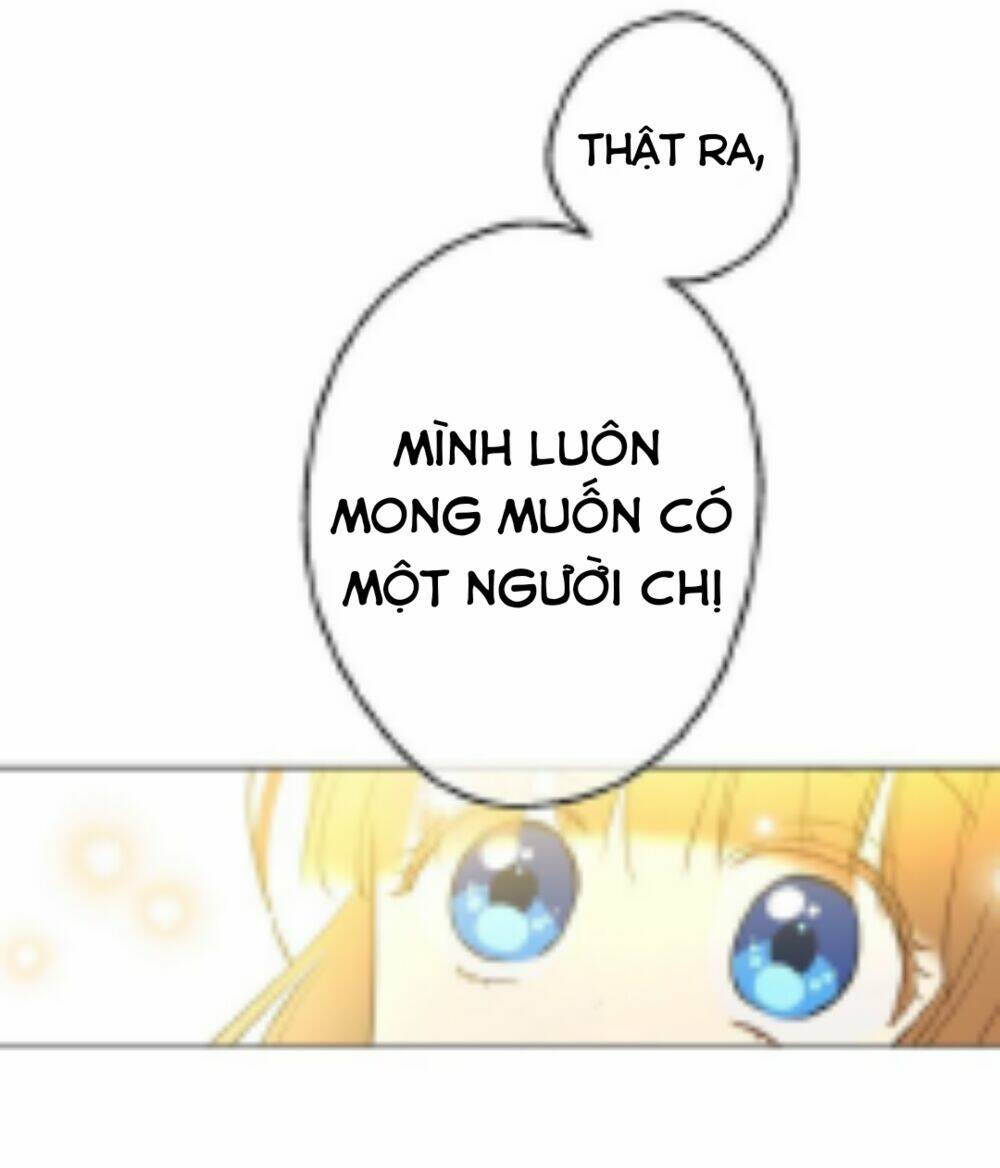 THẬT RA,
MÌNH LUÔN
MONG MUỐN CÓ
MỘT NGƯỜI CHỊ